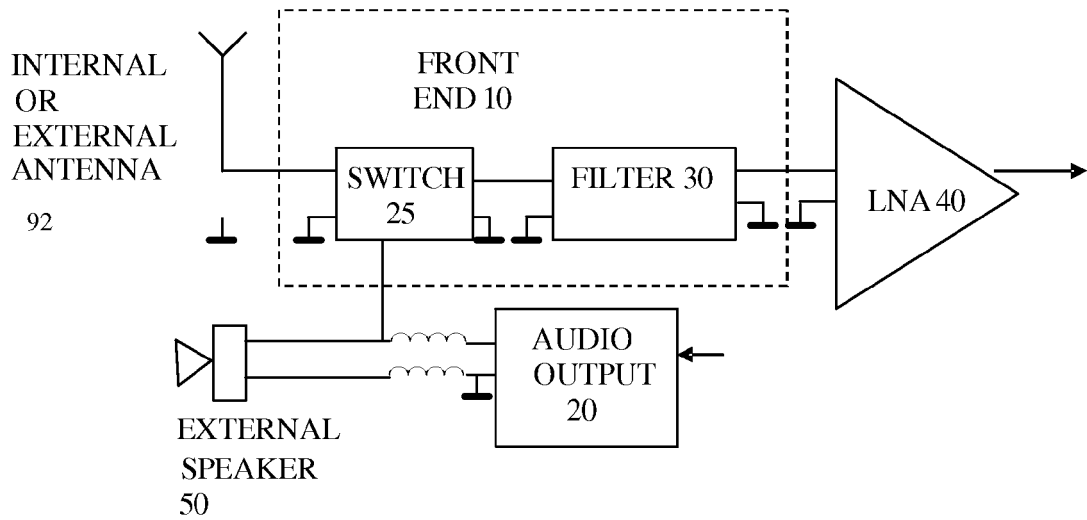 INTERNAL
OR
EXTERNAL
ANTENNA
92
FRONT
END 10
SWITCH
25
FILTER 30
LNA 40
AUDIO
OUTPUT
20
EXTERNAL
SPEAKER
50